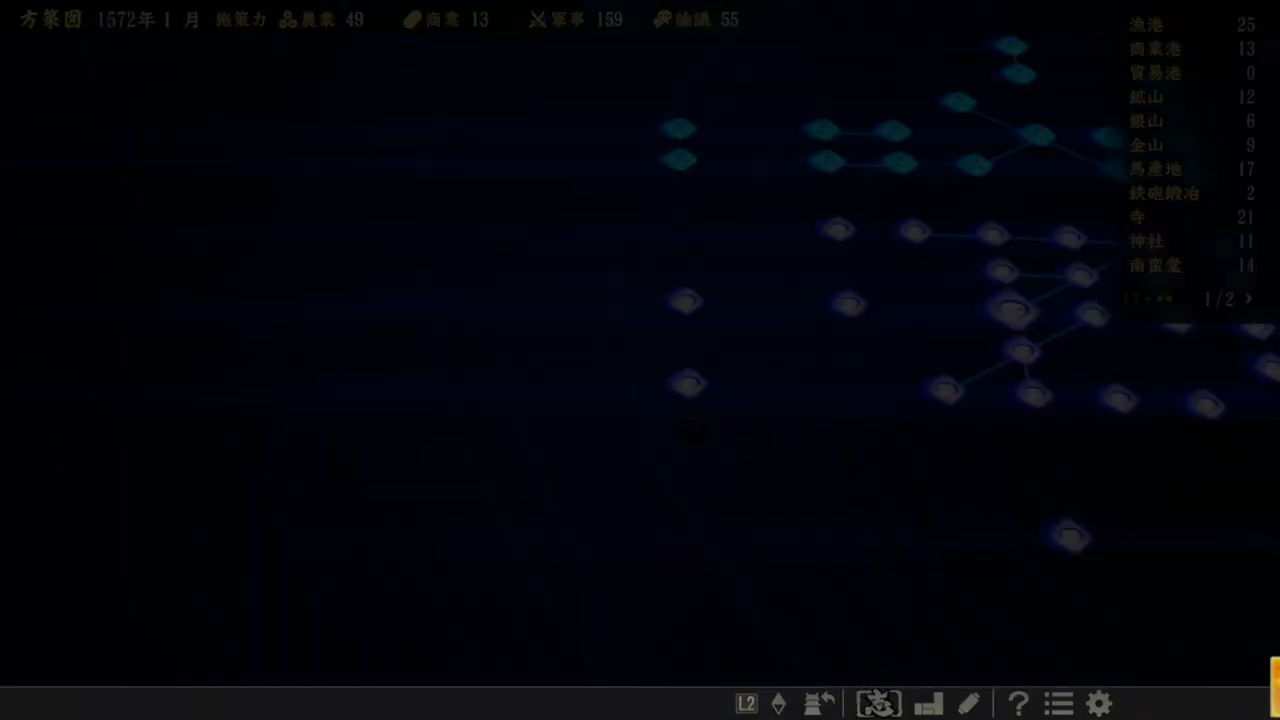 方策図 1572年 1 月 施策力 農業 49 商業 13 軍事 159 論議 55
漁港 25
商業港 13
貿易港 0
鉱山 12
銀山 6
金山 9
馬産地 17
鉄砲鍛冶 2
寺 21
神社 11
南蛮堂 14
L3 1/2
L2 ?